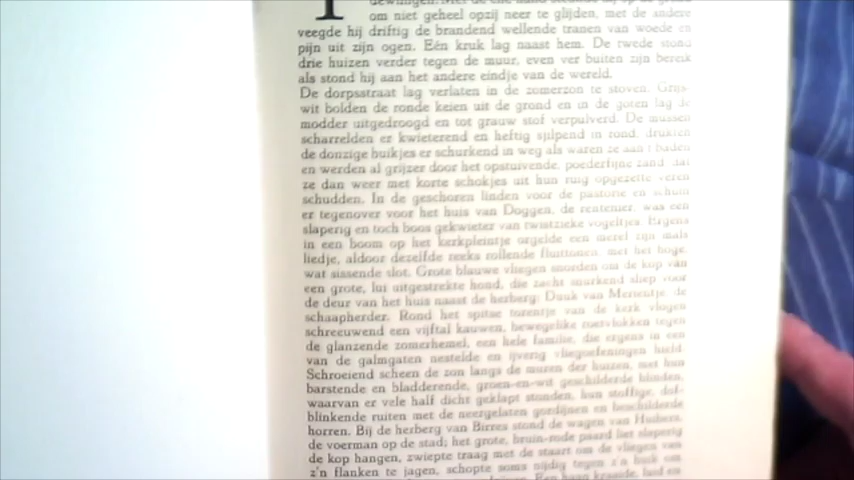 om niet geheel opzij neer te glijden, met de andere
veegde hij driftig de brandend wellende tranen van woede en
pijn uit zijn ogen. Eén kruk lag naast hem. De twede stond
drie huizen verder tegen de muur, even ver buiten zijn bereik
als stond hij aan het andere eindje van de wereld.
De dorpsstraat lag verlaten in de zomerzon te stoven. Grijs-
wit bolden de ronde keien uit de grond en in de goten lag de
modder uitgedroogd en tot grauw stof verpulverd. De mussen
scharrelden er kwieterend en heftig sjilpend in rond, drukten
de donzige buikjes er schurkend in weg als waren ze aan 't baden
en werden al grijzer door het opstuivende, poederfijne zand, dat
ze dan weer met korte schokjes uit hun ruig opgezette veren
schudden. In de geschoren linden voor de pastorie en schuin
er tegenover voor het huis van Doggen, de rentenier, was een
slaperig en toch boos gekwieter van twistzieke vogeltjes. Ergens
in een boom op het kerkpleintje orgelde een merel zijn mals
liedje, aldoor dezelfde reeks rollende fluittonen, met het hoge,
wat sissende slot. Grote blauwe vliegen snorden om de kop van
een grote, lui uitgestrekte hond, die zacht snurkend sliep voor
de deur van het huis naast de herberg: Dank van Merientje, de
schaapherder. Rond het spitse torentje van de kerk vlogen
schreeuwend een vijftal kauwen, bewegelijke roetvlokken tegen
de glanzende zomerhemel, een hele familie, die ergens in een
van de galmgaten nestelde en ijverig vliegoefeningen hield.
Schroeiend scheen de zon langs de muren der huizen, met hun
barstende en bladderende, groen-en-wit geschilderde blinden,
waarvan er vele half dicht geklapt stonden, hun stoffige, dof-
blinkende ruiten met de neergelaten gordijnen en beschilderde
horren. Bij de herberg van Birres stond de wagen van Huibers,
de voerman op de stad; het grote, bruin-rode paard liet slaperig
de kop hangen, zwiepte traag met de staart om de vliegen van
z'n flanken te jagen, schopte soms nijdig tegen z'n buik om
Een haan kraaide, luid en